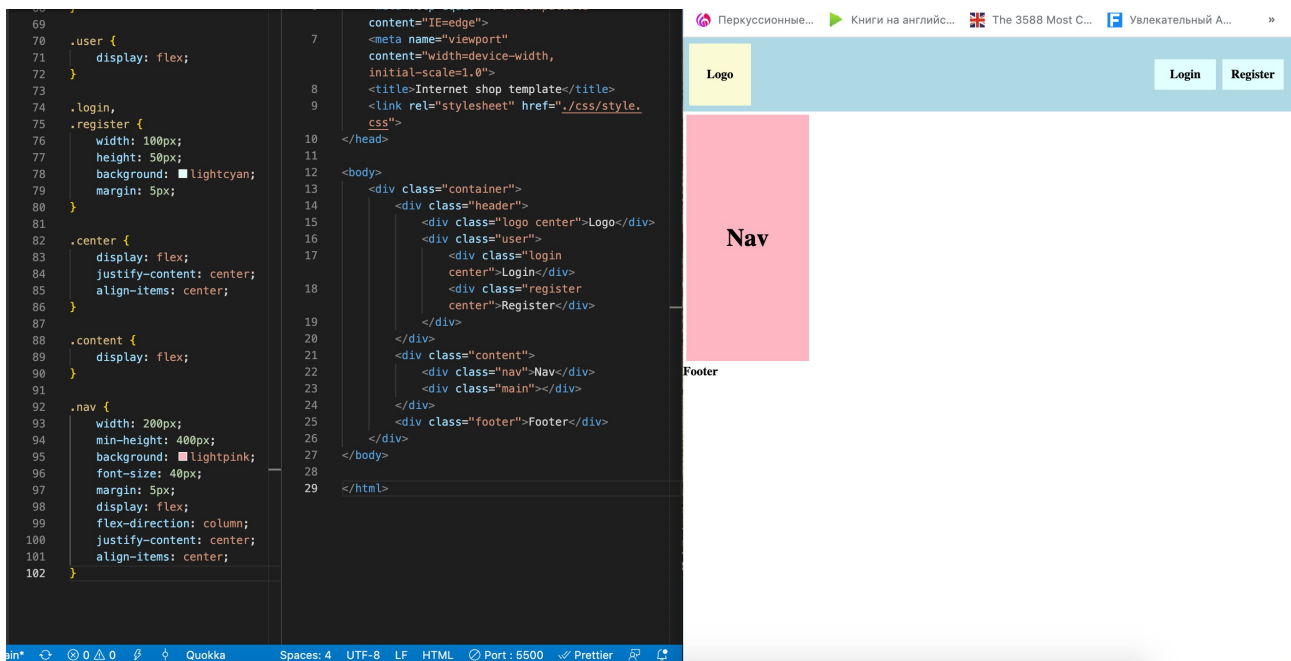 69
70 .user {
71 display: flex;
72 }
73
74 .login,
75 .register {
76 width: 100px;
77 height: 50px;
78 background: lightcyan;
79 margin: 5px;
80 }
81
82 .center {
83 display: flex;
84 justify-content: center;
85 align-items: center;
86 }
87
88 .content {
89 display: flex;
90 }
91
92 .nav {
93 width: 200px;
94 min-height: 400px;
95 background: lightpink;
96 font-size: 40px;
97 margin: 5px;
98 display: flex;
99 flex-direction: column;
100 justify-content: center;
101 align-items: center;
102 }
content="IE=edge">
7 <meta name="viewport"
content="width=device-width,
initial-scale=1.0">
8 <title>Internet shop template</title>
9 <link rel="stylesheet" href="./css/style.
css">
10 </head>
11
12 <body>
13 <div class="container">
14 <div class="header">
15 <div class="logo center">Logo</div>
16 <div class="user">
17 <div class="login
center">Login</div>
18 <div class="register
center">Register</div>
19 </div>
20 </div>
21 <div class="content">
22 <div class="nav">Nav</div>
23 <div class="main"></div>
24 </div>
25 <div class="footer">Footer</div>
26 </div>
27 </body>
28
29 </html>
ain* 0 0 Quokka Spaces: 4 UTF-8 LF HTML Port : 5500 Prettier
Перкуссионные... Книги на английс... The 3588 Most C... F Увлекательный А... »
Logo Login Register
Nav
Footer